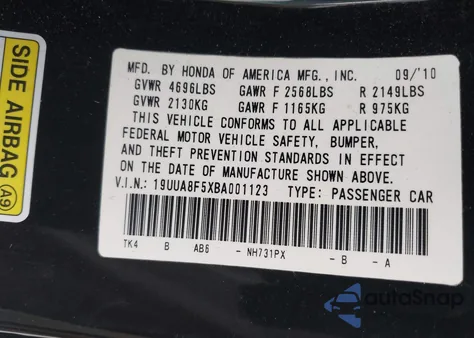 SIDE AIRBAG A9
MFD. BY HONDA OF AMERICA MFG., INC. 09/'10
GVWR 4696LBS GAWR F 2568LBS R 2149LBS
GVWR 2130KG GAWR F 1165KG R 975KG
THIS VEHICLE CONFORMS TO ALL APPLICABLE
FEDERAL MOTOR VEHICLE SAFETY, BUMPER,
AND THEFT PREVENTION STANDARDS IN EFFECT
ON THE DATE OF MANUFACTURE SHOWN ABOVE.
V.I.N.: 19UUA8F5XBA001123 TYPE: PASSENGER CAR
TK4 B AB6 - NH731PX - B - A
autoSnap